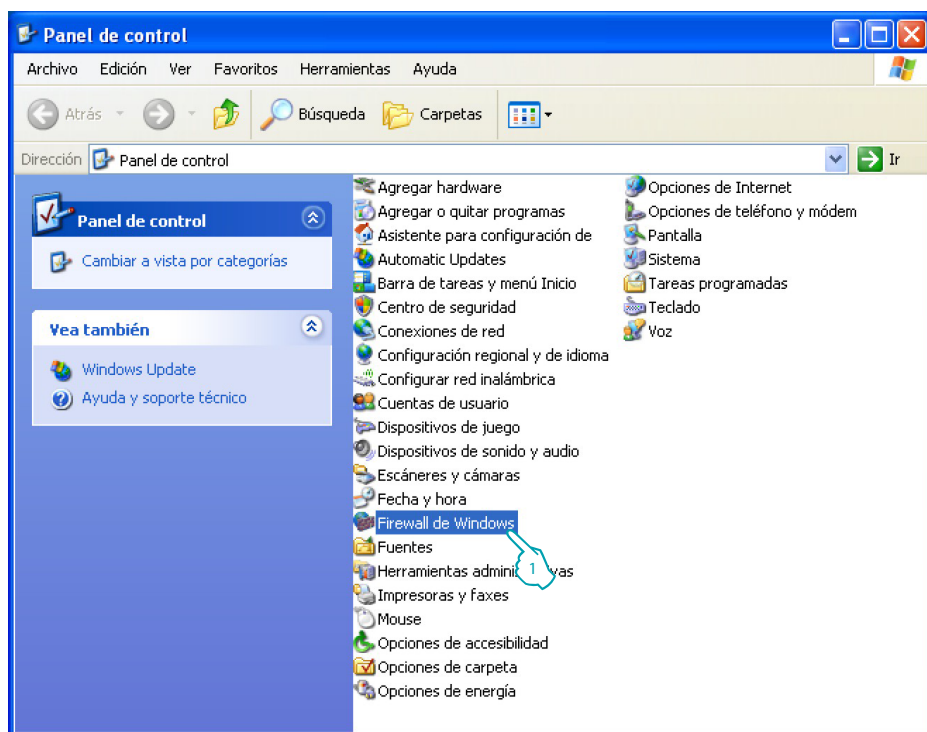 Panel de control
Archivo Edición Ver Favoritos Herramientas Ayuda
Atrás Búsqueda Carpetas
Dirección Panel de control Ir
Panel de control
Cambiar a vista por categorías
Vea también
Windows Update
Ayuda y soporte técnico
Agregar hardware
Agregar o quitar programas
Asistente para configuración de
Automatic Updates
Barra de tareas y menú Inicio
Centro de seguridad
Conexiones de red
Configuración regional y de idioma
Configurar red inalámbrica
Cuentas de usuario
Dispositivos de juego
Dispositivos de sonido y audio
Escáneres y cámaras
Fecha y hora
Firewall de Windows
1
Fuentes
Herramientas administrativas
Impresoras y faxes
Mouse
Opciones de accesibilidad
Opciones de carpeta
Opciones de energía
Opciones de Internet
Opciones de teléfono y módem
Pantalla
Sistema
Tareas programadas
Teclado
Voz